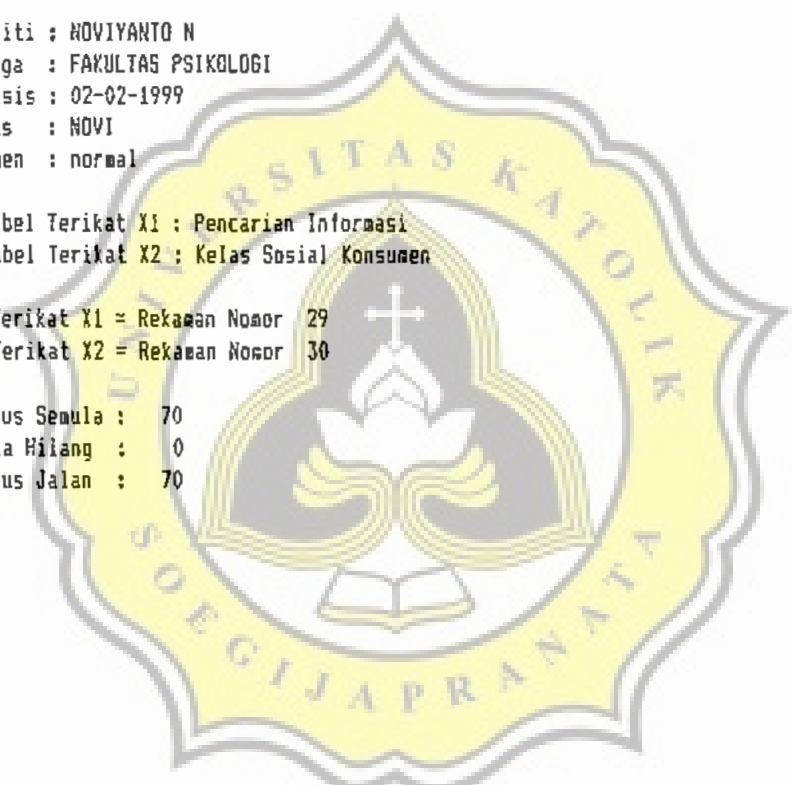 iti : NOVIYANTO N
ga : FAKULTAS PSIKOLOGI
sis : 02-02-1999
s : NOVI
en : normal
bel Terikat X1 : Pencarian Informasi
bel Terikat X2 : Kelas Sosial Konsumen
erikat X1 = Rekaman Nomor 29
erikat X2 = Rekaman Nomor 30
us Semula : 70
a Hilang : 0
us Jalan : 70
UNIVERSITAS KATOLIK
SOEGIJAPRANATA